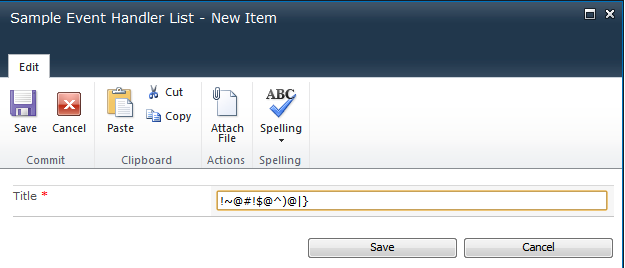 Sample Event Handler List - New Item
Edit
Save
Cancel
Paste
Cut
Copy
Attach File
ABC
Spelling
Commit
Clipboard
Actions
Spelling
Title *
!~@#!$@^)@|}
Save
Cancel